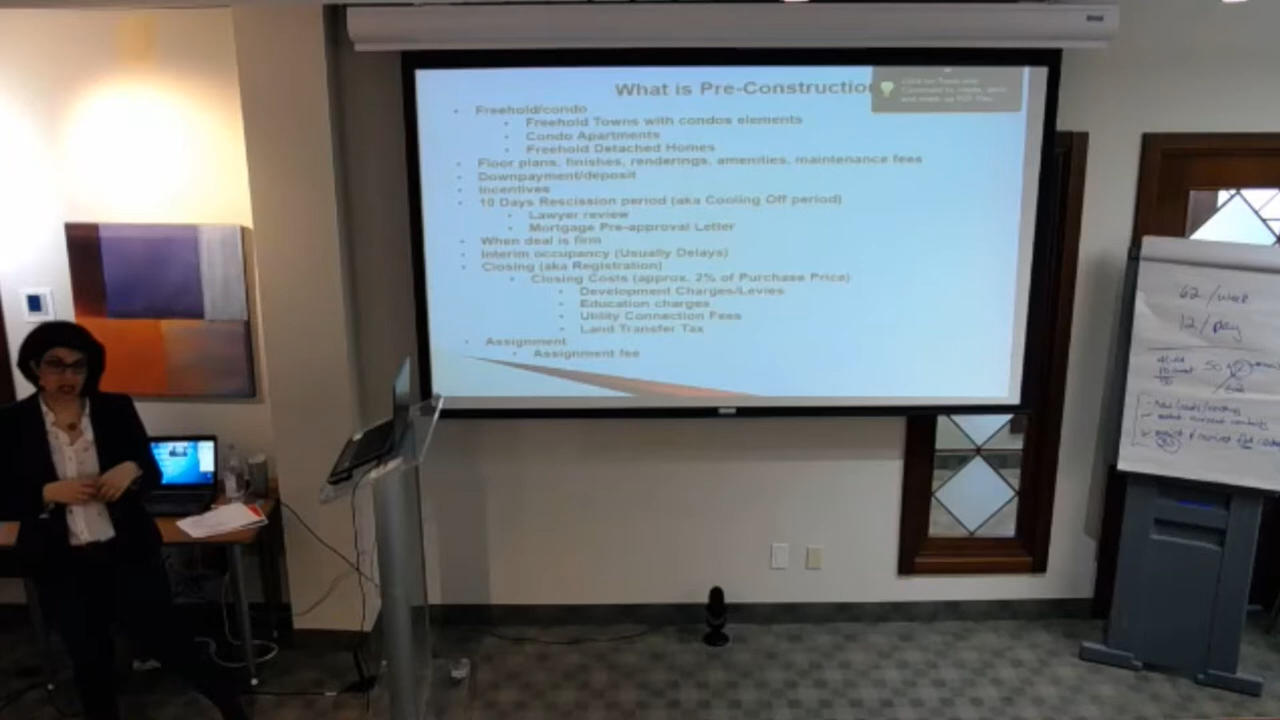 What is Pre-Construction
Freehold/condo
Freehold Towns with condos elements
Condo Apartments
Freehold Detached Homes
Floor plans, finishes, renderings, amenities, maintenance fees
Downpayment/deposit
Incentives
10 Days Rescission period (aka Cooling Off period)
Lawyer review
Mortgage Pre-approval Letter
When deal is firm
Interim occupancy (Usually Delays)
Closing (aka Registration)
Closing Costs (approx. 2% of Purchase Price)
Development Charges/Levies
Education charges
Utility Connection Fees
Land Transfer Tax
Assignment
Assignment fee
62 /week
12 / day
50
62